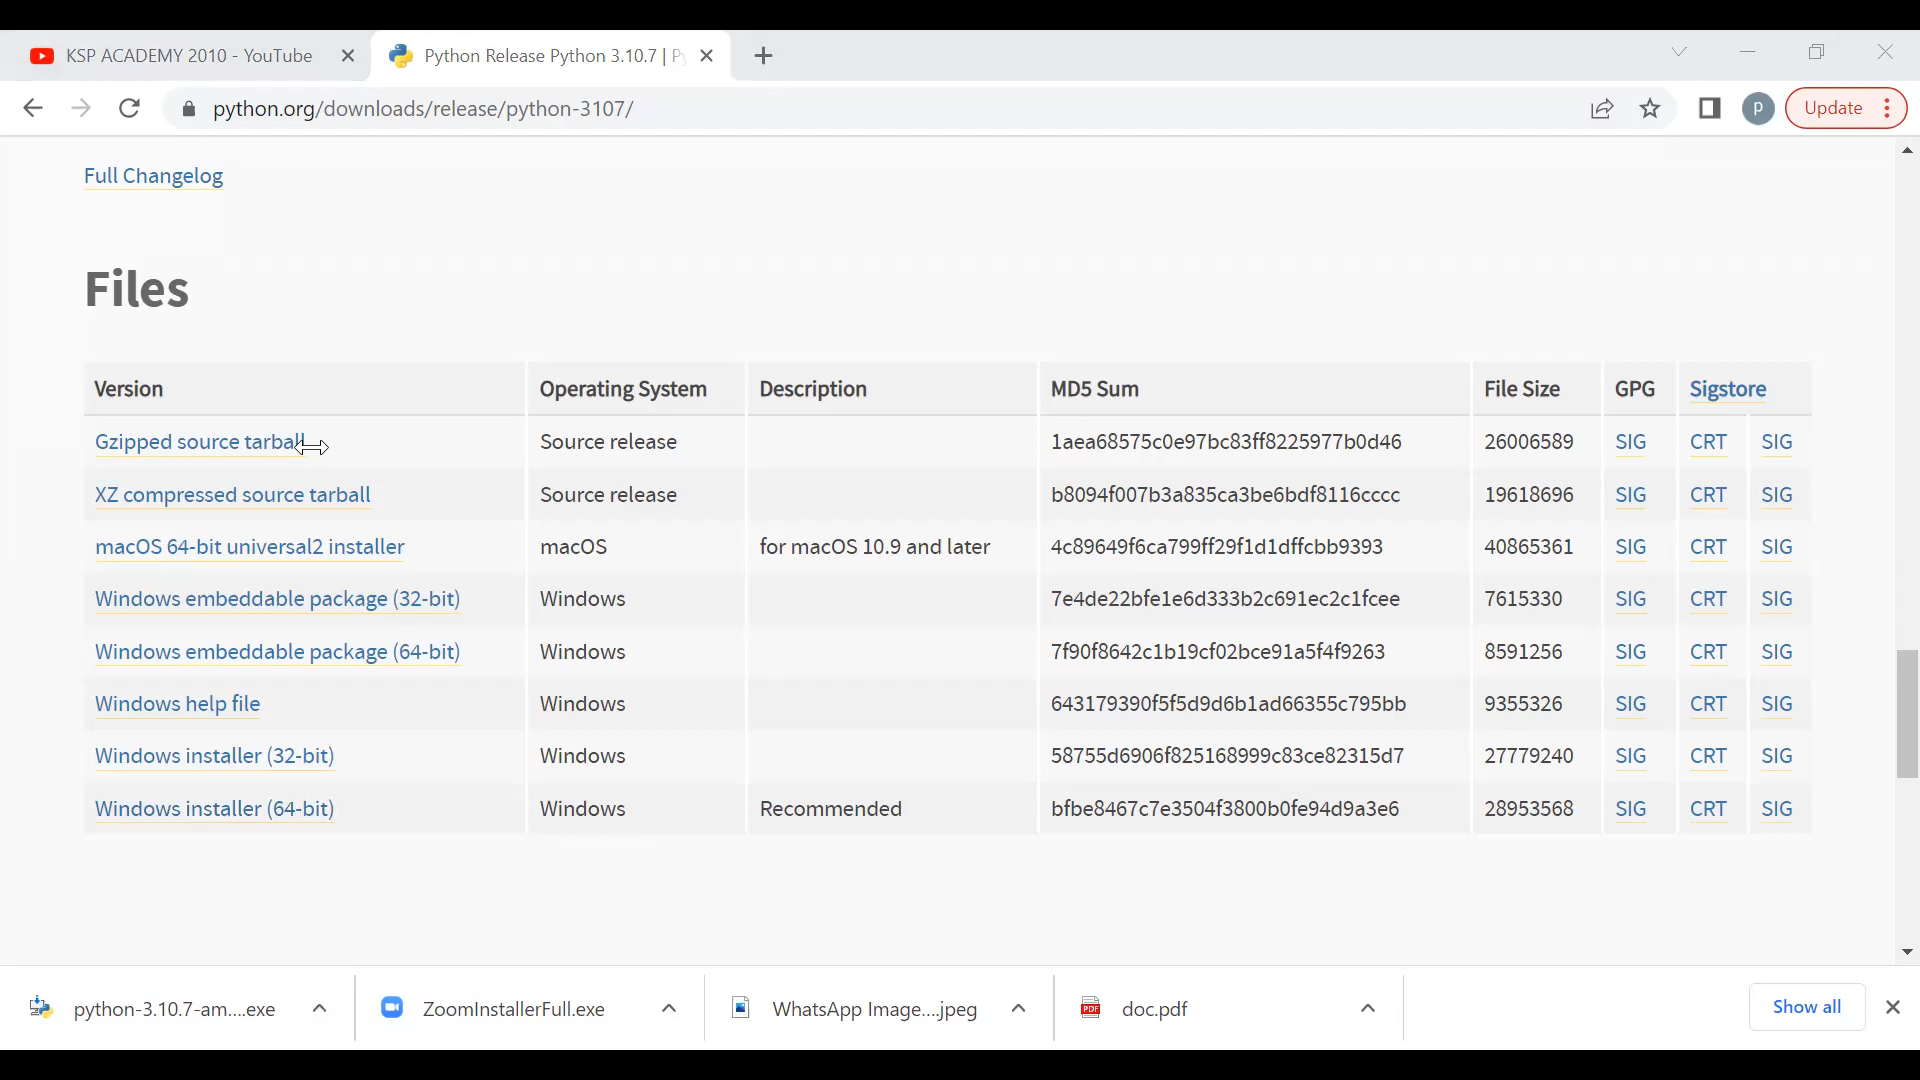 KSP ACADEMY 2010 - YouTube
Python Release Python 3.10.7 | Py
python.org/downloads/release/python-3107/
P
Update
Full Changelog
Files
Version Operating System Description MD5 Sum File Size GPG Sigstore
Gzipped source tarball Source release 1aea68575c0e97bc83ff8225977b0d46 26006589 SIG CRT SIG
XZ compressed source tarball Source release b8094f007b3a835ca3be6bdf8116cccc 19618696 SIG CRT SIG
macOS 64-bit universal2 installer macOS for macOS 10.9 and later 4c89649f6ca799ff29f1d1dffcbb9393 40865361 SIG CRT SIG
Windows embeddable package (32-bit) Windows 7e4de22bfe1e6d333b2c691ec2c1fcee 7615330 SIG CRT SIG
Windows embeddable package (64-bit) Windows 7f90f8642c1b19cf02bce91a5f4f9263 8591256 SIG CRT SIG
Windows help file Windows 643179390f5f5d9d6b1ad66355c795bb 9355326 SIG CRT SIG
Windows installer (32-bit) Windows 58755d6906f825168999c83ce82315d7 27779240 SIG CRT SIG
Windows installer (64-bit) Windows Recommended bfbe8467c7e3504f3800b0fe94d9a3e6 28953568 SIG CRT SIG
python-3.10.7-am....exe ZoomInstallerFull.exe WhatsApp Image....jpeg PDF doc.pdf Show all